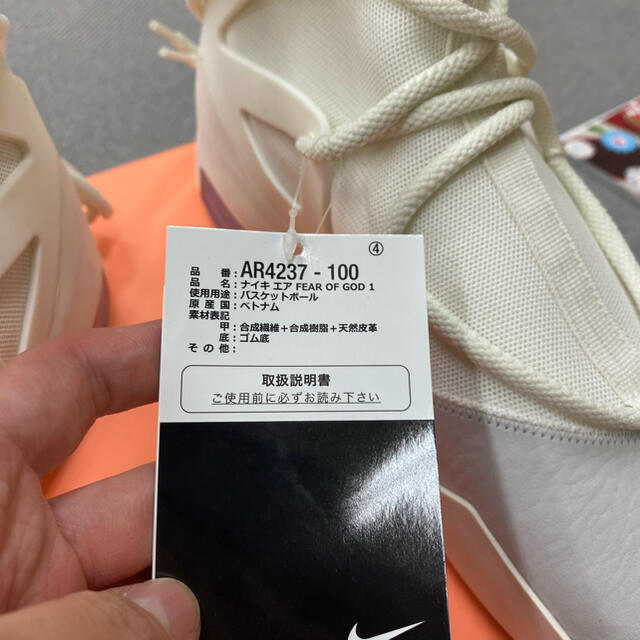 ④
品番:AR4237-100
品名:ナイキ エア FEAR OF GOD 1
使用用途:バスケットボール
原産国:ベトナム
素材表記
甲:合成繊維+合成樹脂+天然皮革
底:ゴム底
その他:
取扱説明書
ご使用前に必ずお読み下さい